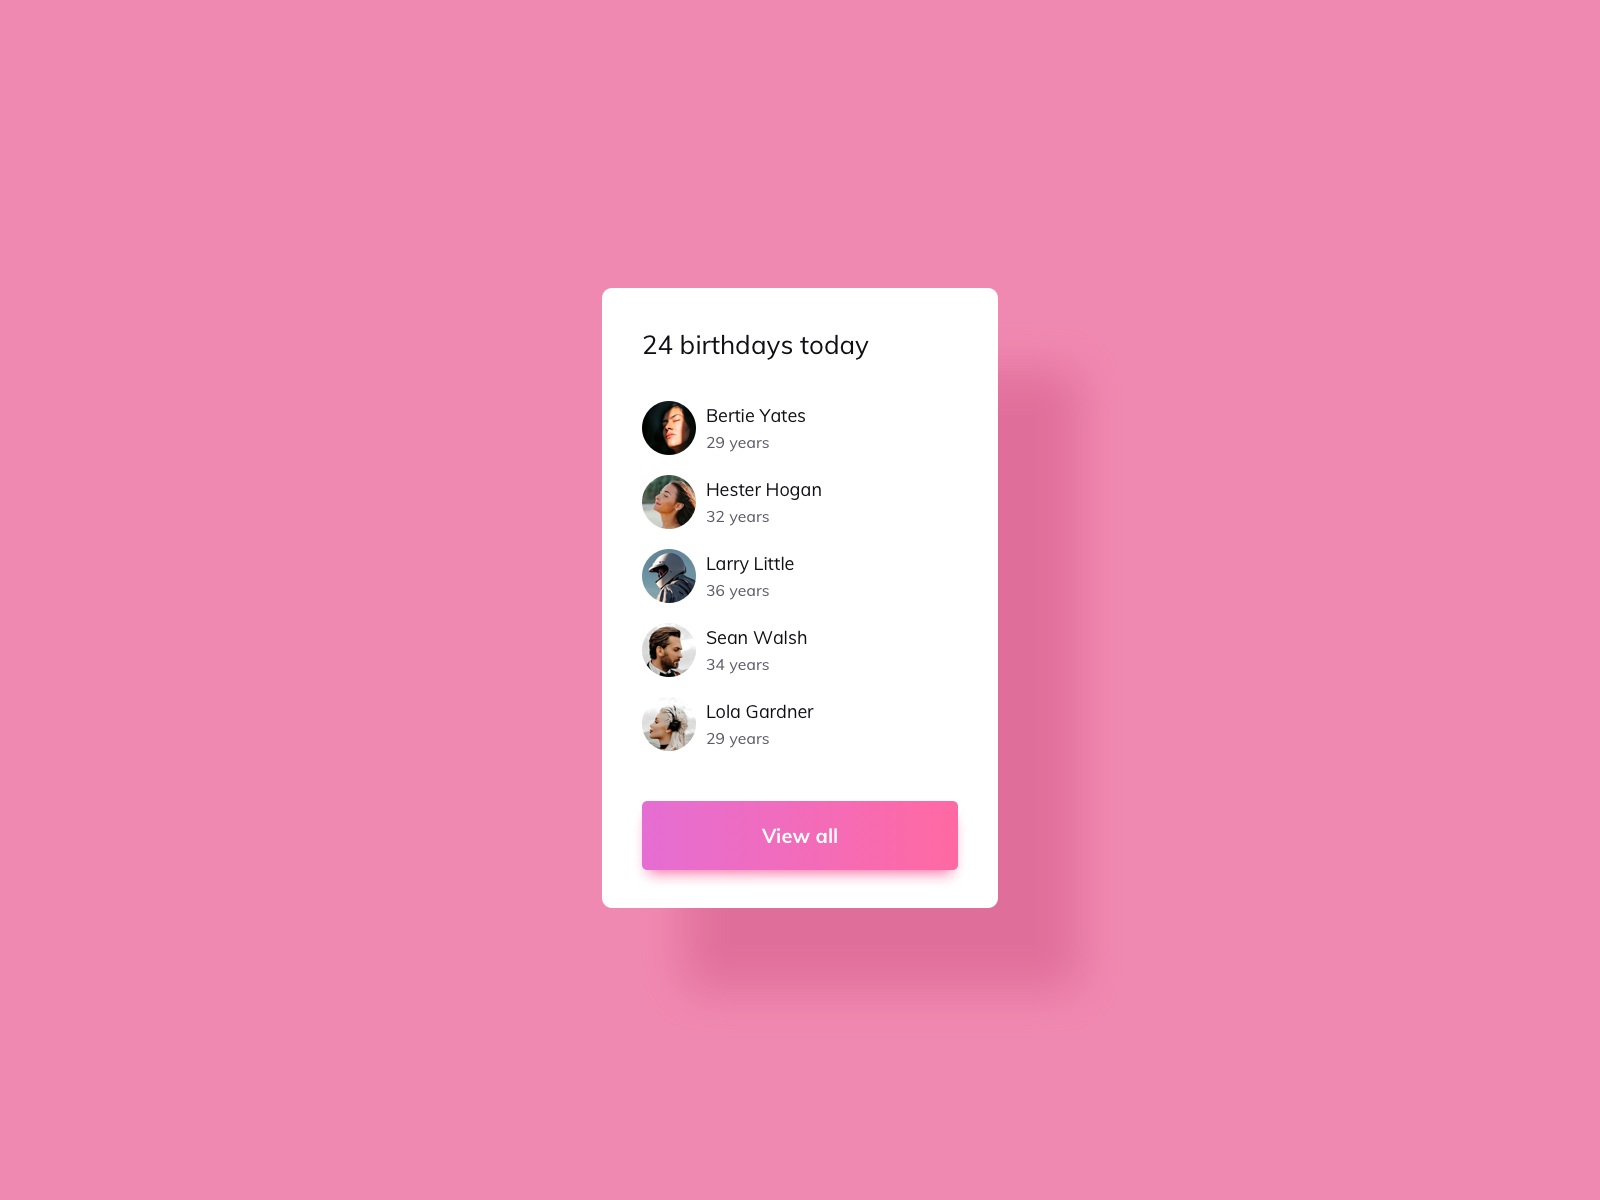 24 birthdays today
Bertie Yates
29 years
Hester Hogan
32 years
Larry Little
36 years
Sean Walsh
34 years
Lola Gardner
29 years
View all